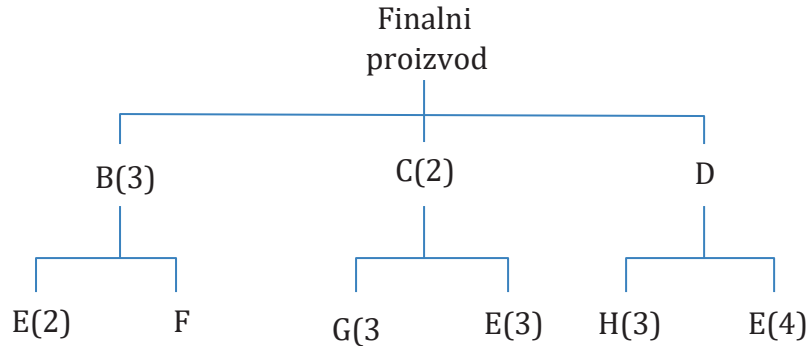 Finalni
proizvod
B(3)
C(2)
D
E(2)
F
G(3
E(3)
H(3)
E(4)